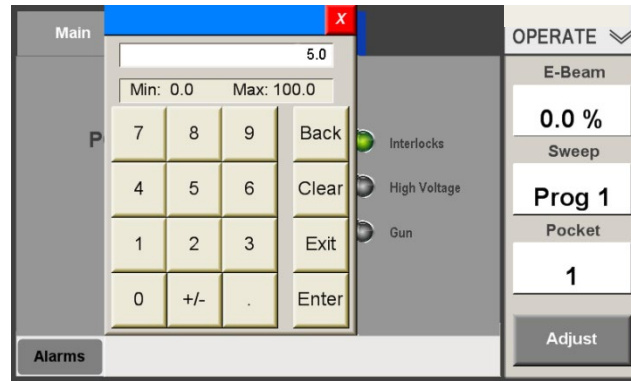 Main
X
5.0
Min: 0.0 Max: 100.0
7 8 9 Back
4 5 6 Clear
1 2 3 Exit
0 +/- . Enter
Interlocks
High Voltage
Gun
Alarms
OPERATE
E-Beam
0.0 %
Sweep
Prog 1
Pocket
1
Adjust